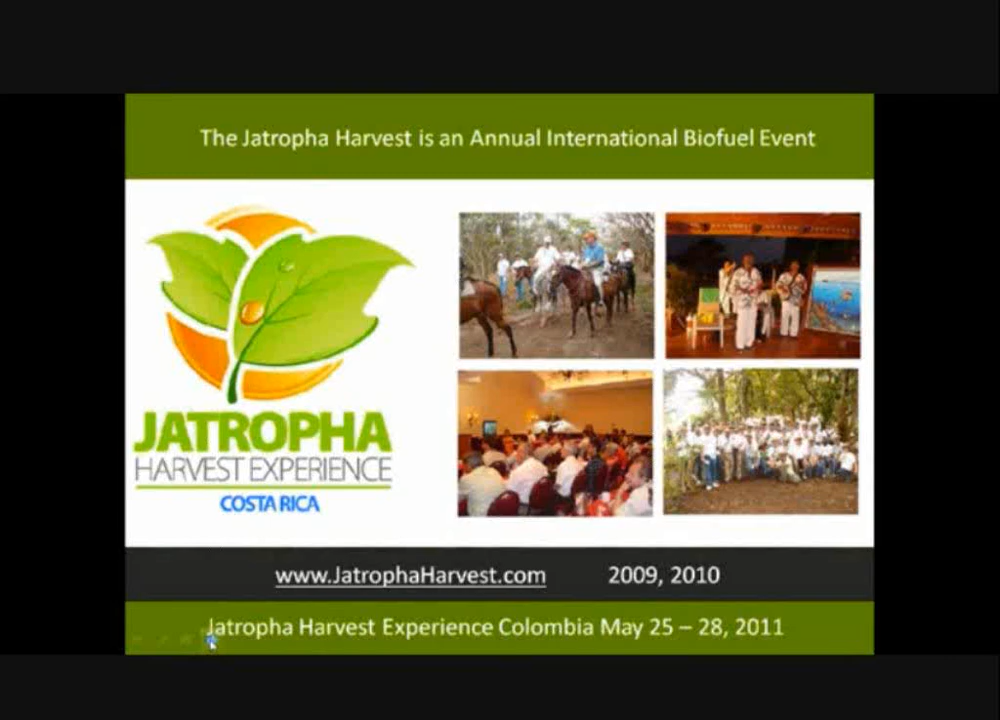 The Jatropha Harvest is an Annual International Biofuel Event
JATROPHA
HARVEST EXPERIENCE
COSTA RICA
www.JatrophaHarvest.com 2009, 2010
Jatropha Harvest Experience Colombia May 25 – 28, 2011